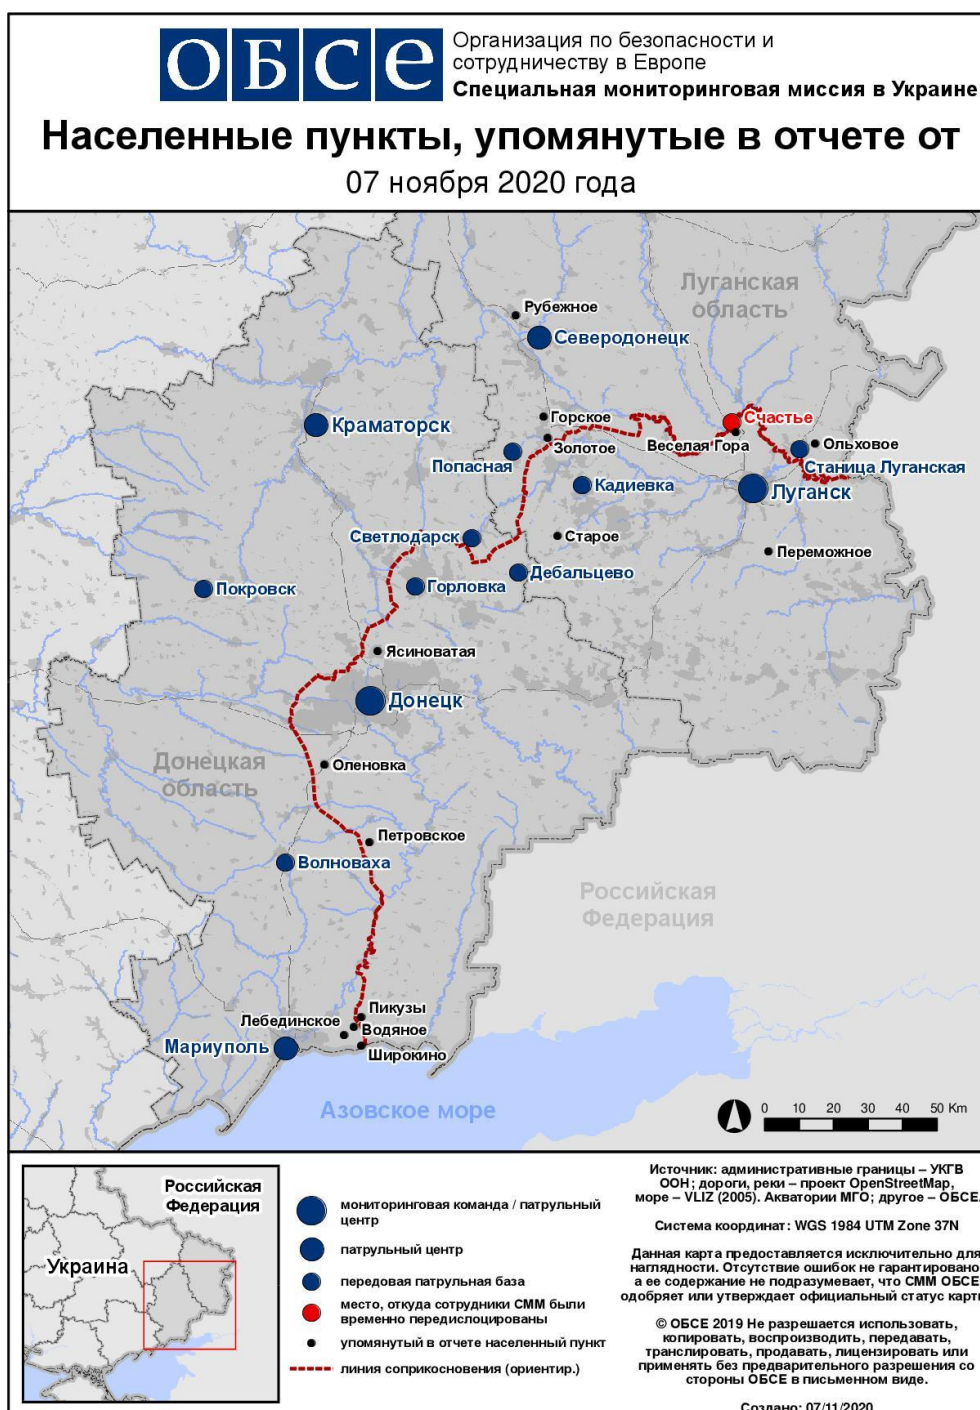 ОБСЕ
Организация по безопасности и
сотрудничеству в Европе
Специальная мониторинговая миссия в Украине
Населенные пункты, упомянутые в отчете от
07 ноября 2020 года
Луганская
область
Рубежное
Северодонецк
Краматорск
Горское
Счастье
Золотое
Веселая Гора
Ольховое
Попасная
Станица Луганская
Кадиевка
Луганск
Светлодарск
Старое
Переможное
Покровск
Горловка
Дебальцево
Ясиноватая
Донецк
Донецкая
область
Оленовка
Петровское
Волноваха
Российская
Федерация
Пикузы
Лебединское
Водяное
Мариуполь
Широкино
Азовское море
0 10 20 30 40 50 Km
Российская
Федерация
Украина
мониторинговая команда / патрульный
центр
патрульный центр
передовая патрульная база
место, откуда сотрудники СММ были
временно передислоцированы
упомянутый в отчете населенный пункт
линия соприкосновения (ориентир.)
Источник: административные границы – УКГВ
ООН; дороги, реки – проект OpenStreetMap,
море – VLIZ (2005). Акватории МГО; другое – ОБСЕ.
Система координат: WGS 1984 UTM Zone 37N
Данная карта предоставляется исключительно для
наглядности. Отсутствие ошибок не гарантировано,
а ее содержание не подразумевает, что СММ ОБСЕ
одобряет или утверждает официальный статус карты
© ОБСЕ 2019 Не разрешается использовать,
копировать, воспроизводить, передавать,
транслировать, продавать, лицензировать или
применять без предварительного разрешения со
стороны ОБСЕ в письменном виде.
Создано: 07/11/2020